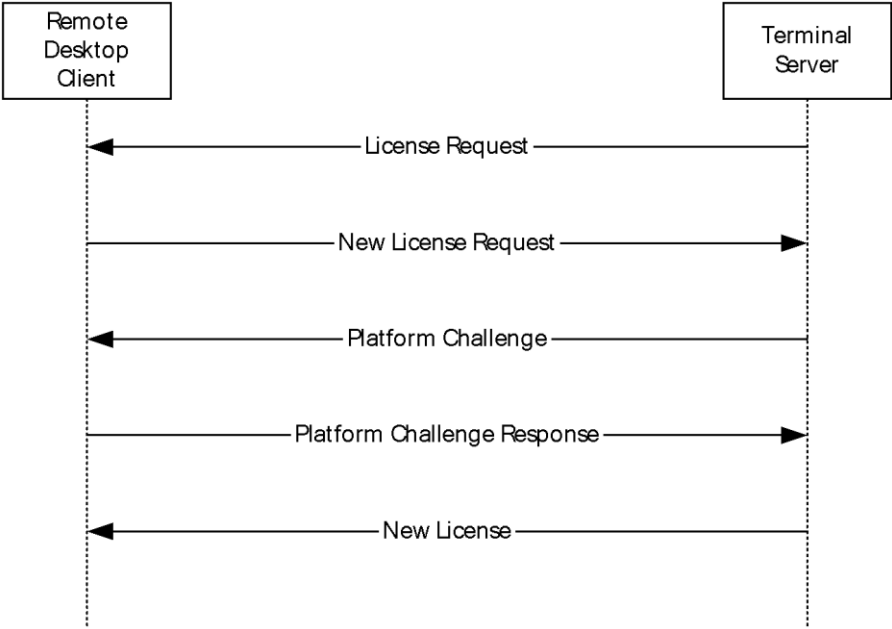 Remote
Desktop
Client
Terminal
Server
License Request
New License Request
Platform Challenge
Platform Challenge Response
New License